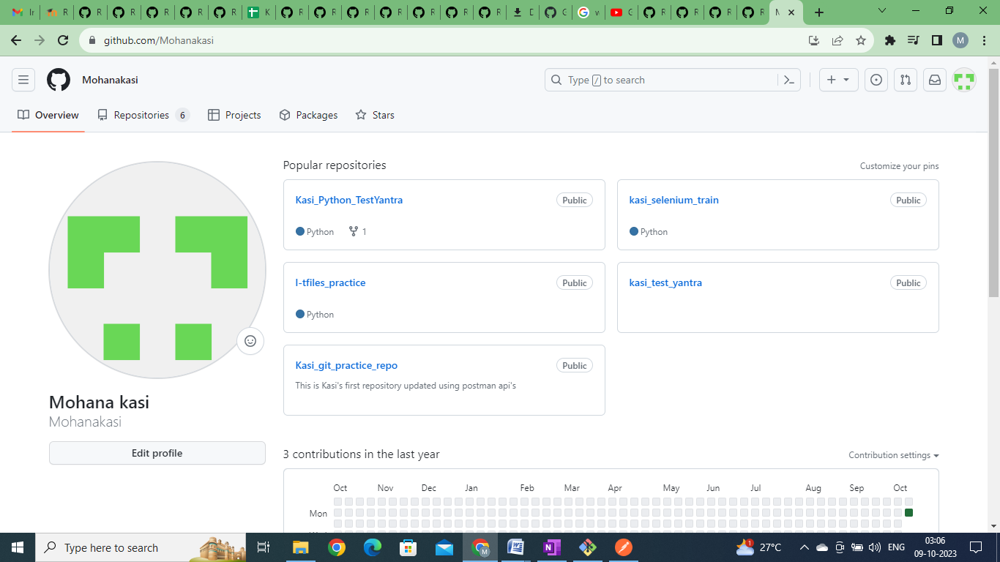 Ir
R
R
R
R
R
R
K
R
R
R
R
R
R
R
D
G
v
G
R
R
R
R
M
github.com/Mohanakasi
M
Mohanakasi
Type / to search
Overview
Repositories 6
Projects
Packages
Stars
Popular repositories
Customize your pins
Kasi_Python_TestYantra
Public
Python
1
kasi_selenium_train
Public
Python
I-tfiles_practice
Public
Python
kasi_test_yantra
Public
Kasi_git_practice_repo
Public
This is Kasi's first repository updated using postman api's
Mohana kasi
Mohanakasi
Edit profile
3 contributions in the last year
Contribution settings
Oct Nov Dec Jan Feb Mar Apr May Jun Jul Aug Sep Oct
Mon
Type here to search
M
1
27°C
ENG
03:06
09-10-2023